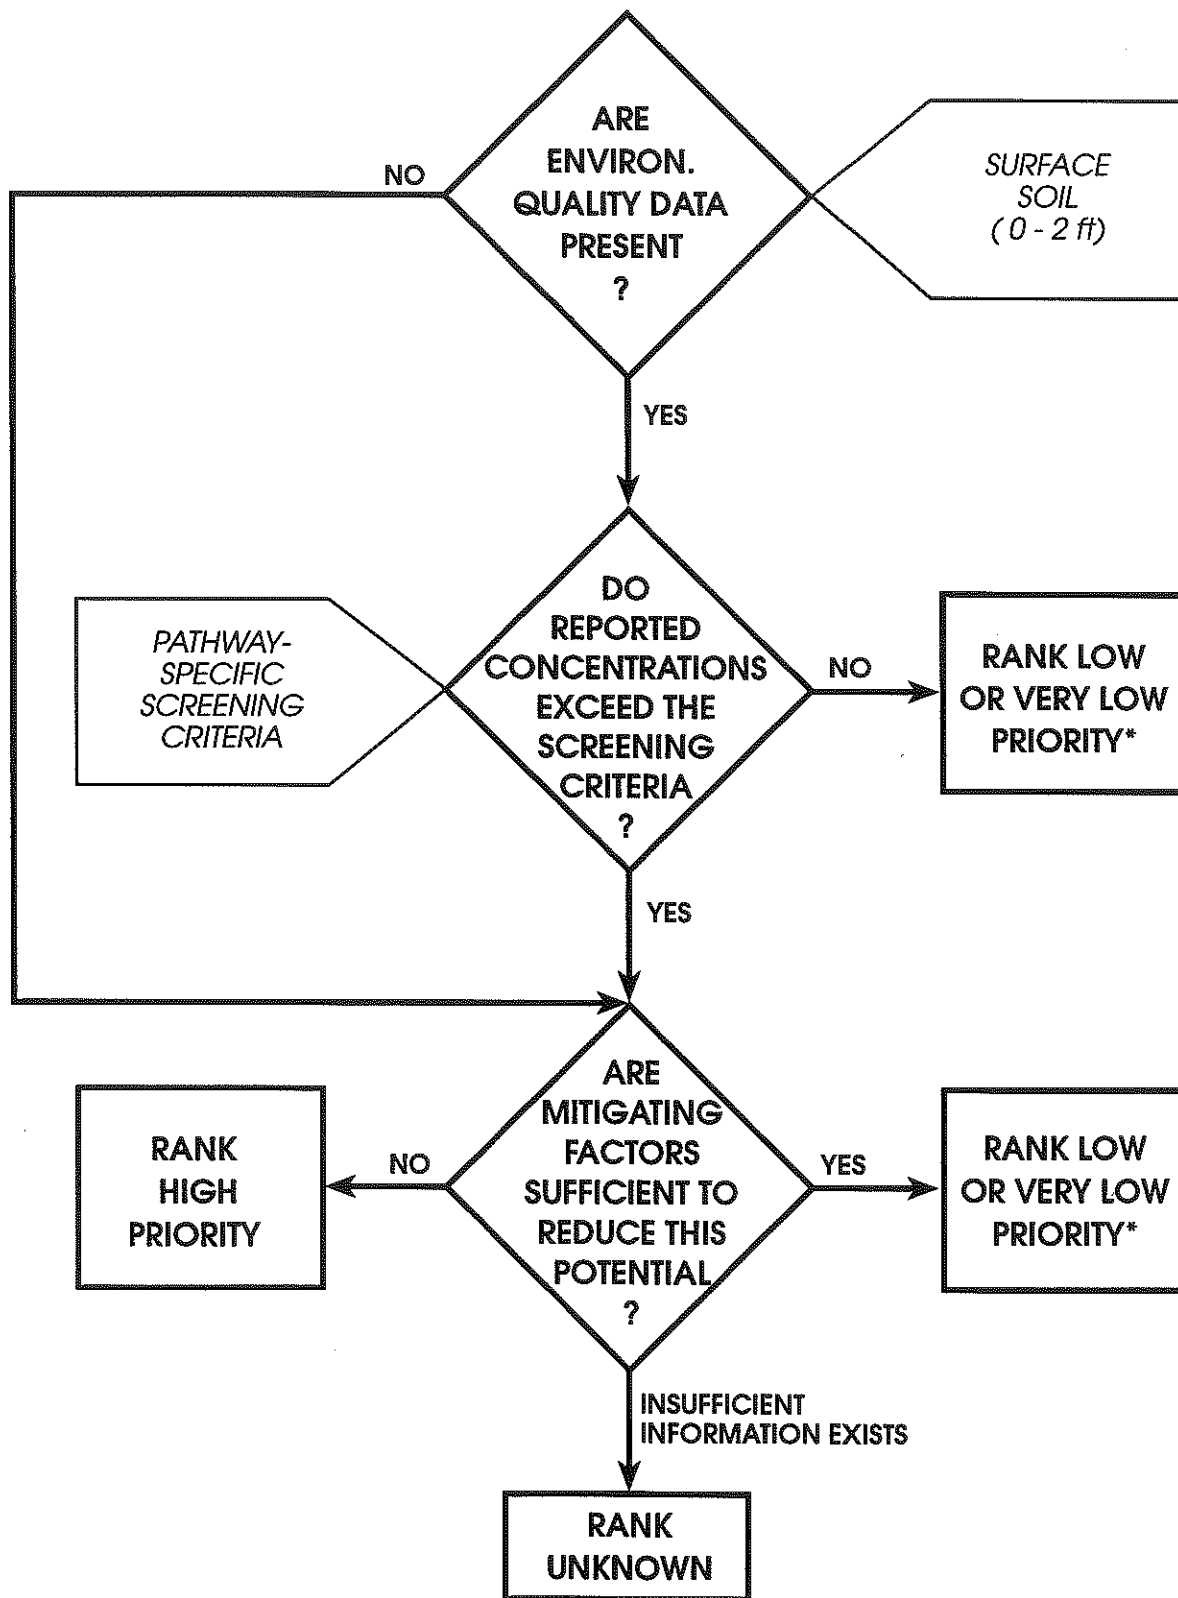 ARE
ENVIRON.
QUALITY DATA
PRESENT
?
NO
SURFACE
SOIL
( 0 - 2 ft)
YES
PATHWAY-
SPECIFIC
SCREENING
CRITERIA
DO
REPORTED
CONCENTRATIONS
EXCEED THE
SCREENING
CRITERIA
?
NO
RANK LOW
OR VERY LOW
PRIORITY*
YES
RANK
HIGH
PRIORITY
NO
ARE
MITIGATING
FACTORS
SUFFICIENT TO
REDUCE THIS
POTENTIAL
?
YES
RANK LOW
OR VERY LOW
PRIORITY*
INSUFFICIENT
INFORMATION EXISTS
RANK
UNKNOWN